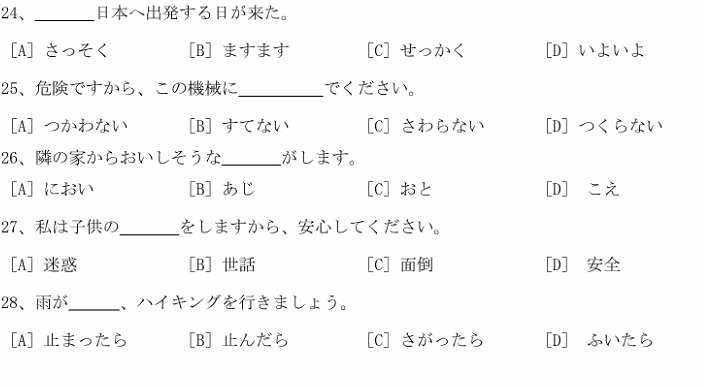 24、______日本へ出発する日が来た。
［A］さっそく ［B］ますます ［C］せっかく ［D］いよいよ
25、危険ですから、この機械に__________でください。
［A］つかわない ［B］すてない ［C］さわらない ［D］つくらない
26、隣の家からおいしそうな_______がします。
［A］におい ［B］あじ ［C］おと ［D］ こえ
27、私は子供の_______をしますから、安心してください。
［A］迷惑 ［B］世話 ［C］面倒 ［D］ 安全
28、雨が______、ハイキングを行きましょう。
［A］止まったら ［B］止んだら ［C］さがったら ［D］ ふいたら